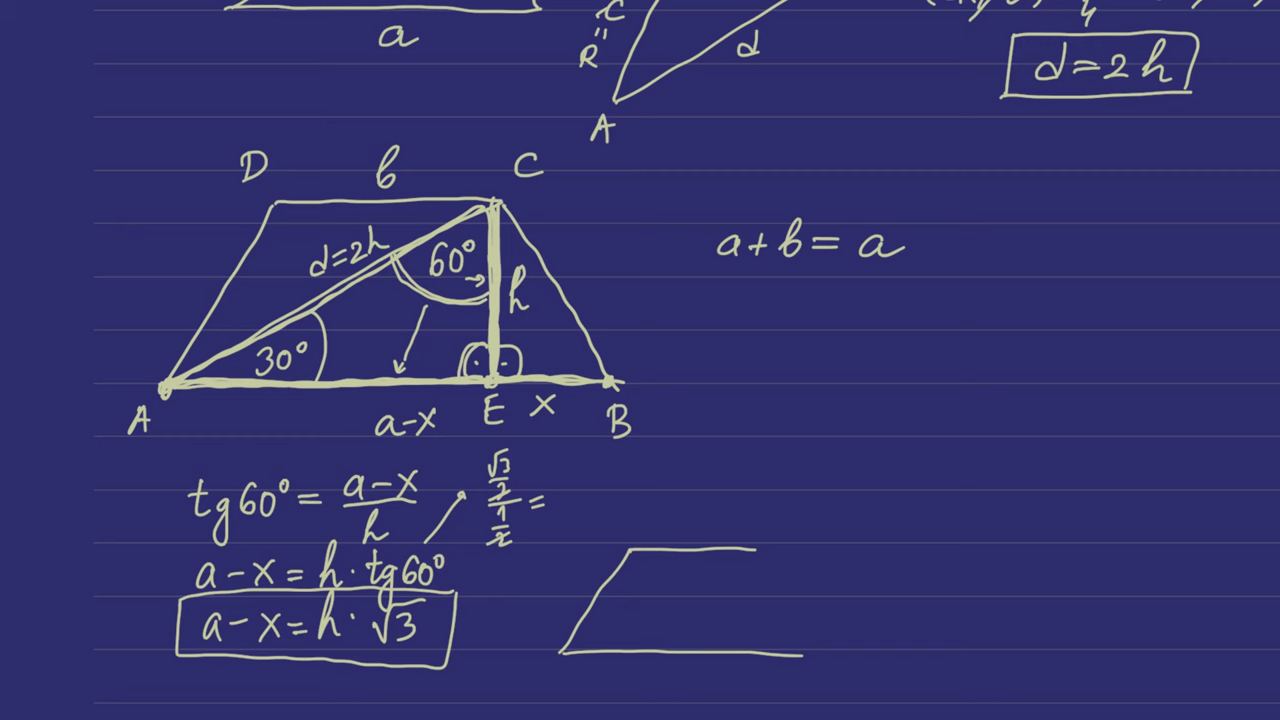 a
C
"
R
A
d
d=2h
D b C
d=2h
60°
h
30°
A a-x E x B
a+b= a
tg60°= a-x/h
√3/2 / 1/2 =
a-x=h·tg60°
a-x=h·√3